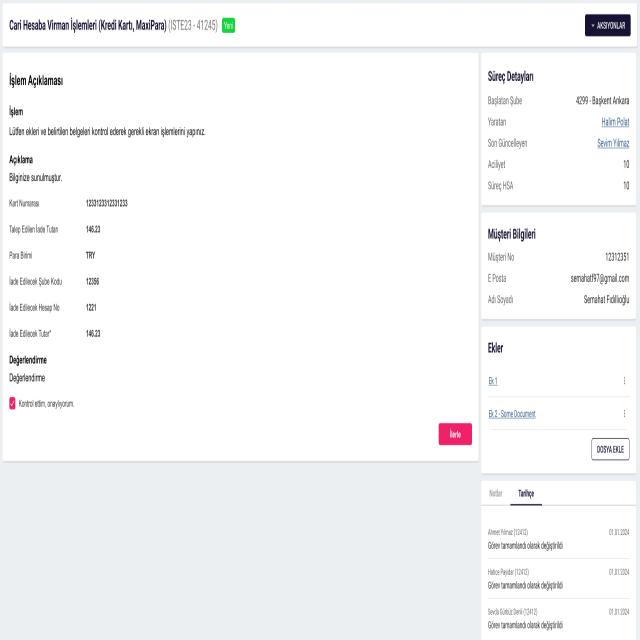 Cari Hesaba Virman İşlemleri (Kredi Kartı, MaxiPara) (ISTE23 - 41245) Yeni
AKSİYONLAR
İşlem Açıklaması
İşlem
Lütfen ekleri ve belirtilen belgeleri kontrol ederek gerekli ekran işlemlerini yapınız.
Açıklama
Bilginize sunulmuştur.
Kart Numarası 1233123312331233
Talep Edilen İade Tutarı 146.23
Para Birimi TRY
İade Edilecek Şube Kodu 12356
İade Edilecek Hesap No 1221
İade Edilecek Tutar* 146.23
Değerlendirme
Değerlendirme
Kontrol ettim, onaylıyorum.
İlerle
Süreç Detayları
Başlatan Şube 4299 - Başkent Ankara
Yaratan Halim Polat
Son Güncelleyen Sevim Yılmaz
Aciliyet 10
Süreç HSA 10
Müşteri Bilgileri
Müşteri No 12312351
E Posta semahatf97@gmail.com
Adı Soyadı Semahat Fıdıllıoğlu
Ekler
Ek 1
Ek 2 - Some Document
DOSYA EKLE
Notlar Tarihçe
Ahmet Yılmaz (12412) 01.01.2024
Görev tamamlandı olarak değiştirildi
Hatice Payidar (12412) 01.01.2024
Görev tamamlandı olarak değiştirildi
Sevda Gürbüz Denli (12412) 01.01.2024
Görev tamamlandı olarak değiştirildi